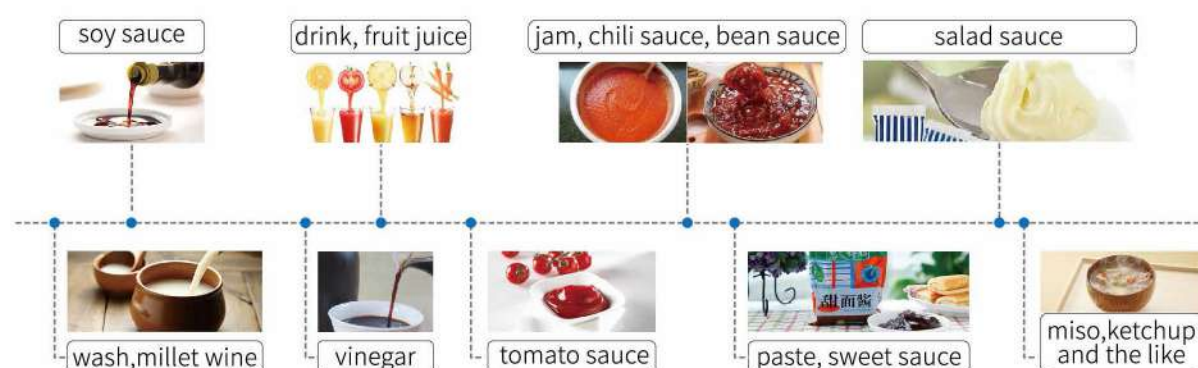 soy sauce
drink, fruit juice
jam, chili sauce, bean sauce
salad sauce
甜面酱
wash,millet wine
vinegar
tomato sauce
paste, sweet sauce
miso,ketchup
and the like